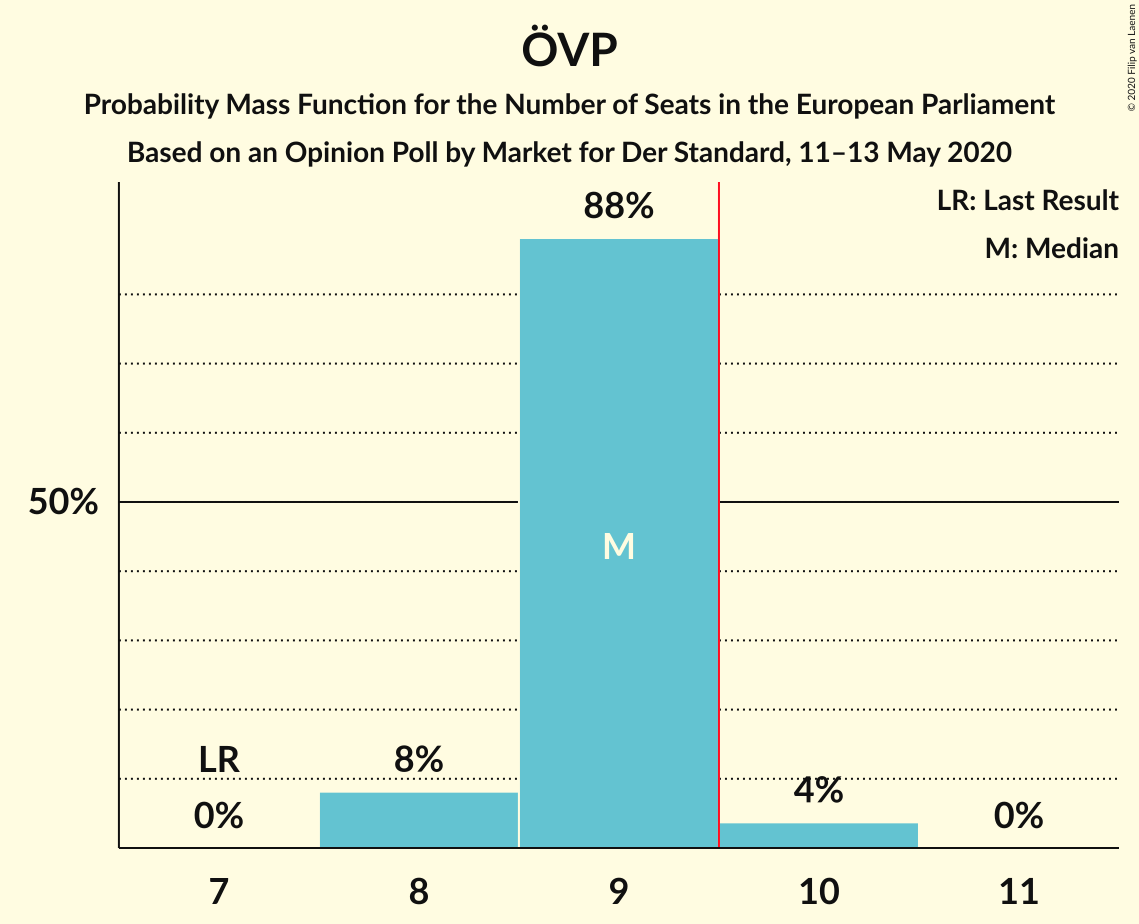 ÖVP
Probability Mass Function for the Number of Seats in the European Parliament
Based on an Opinion Poll by Market for Der Standard, 11–13 May 2020
© 2020 Filip van Laenen
LR: Last Result
M: Median
88%
50%
M
LR
8%
4%
0%
0%
7
8
9
10
11